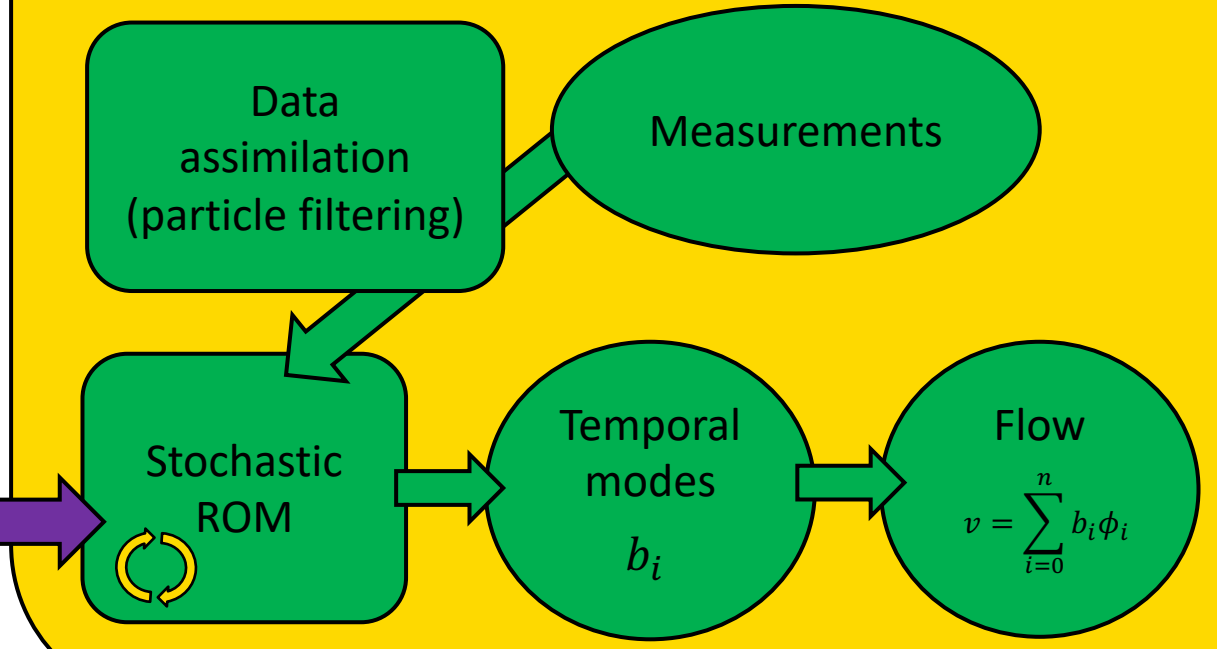 Data
assimilation
(particle filtering)
Measurements
Stochastic
ROM
Temporal
modes
b_i
Flow
v = \sum_{i=0}^{n} b_i \phi_i